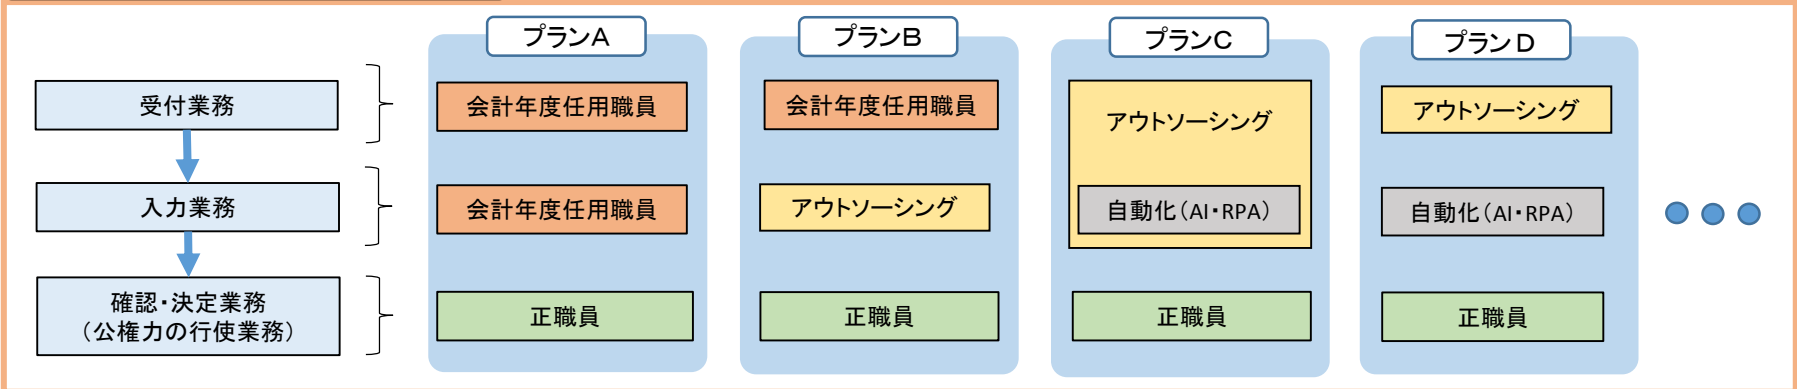 プランA
プランB
プランC
プランD
受付業務
会計年度任用職員
会計年度任用職員
アウトソーシング
アウトソーシング
入力業務
会計年度任用職員
アウトソーシング
自動化(AI・RPA)
自動化(AI・RPA)
確認・決定業務
(公権力の行使業務)
正職員
正職員
正職員
正職員